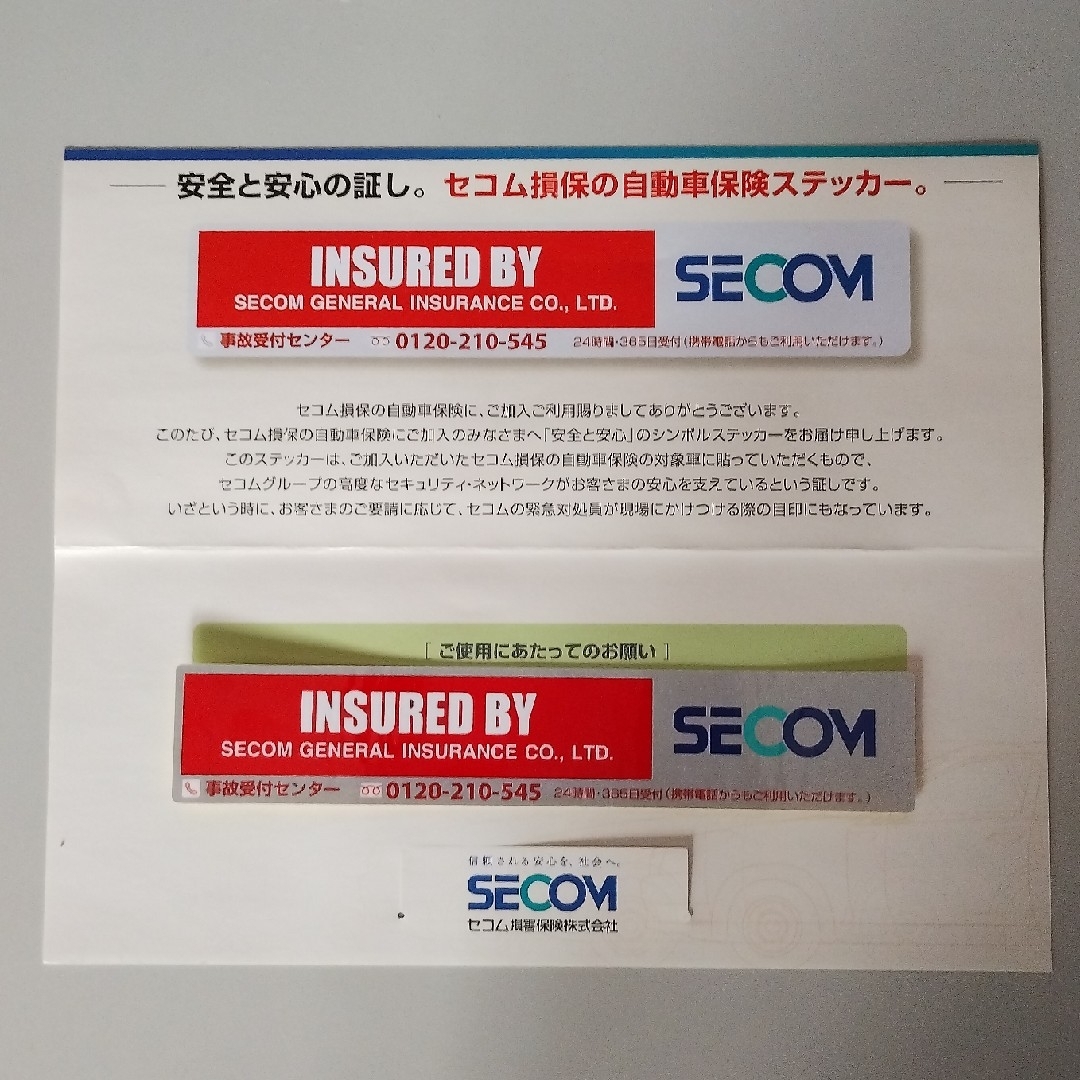 安全と安心の証し。 セコム損保の自動車保険ステッカー。
INSURED BY
SECOM GENERAL INSURANCE CO., LTD.
SECOM
事故受付センター 0120-210-545 24時間・365日受付(携帯電話からもご利用いただけます。)
セコム損保の自動車保険に、ご加入ご利用賜りましてありがとうございます。
このたび、セコム損保の自動車保険にご加入のみなさまへ「安全と安心」のシンボルステッカーをお届け申し上げます。
このステッカーは、ご加入いただいたセコム損保の自動車保険の対象車に貼っていただくもので、
セコムグループの高度なセキュリティ・ネットワークがお客さまの安心を支えているという証しです。
いざという時に、お客さまのご要請に応じて、セコムの緊急対処員が現場にかけつける際の目印にもなっています。
[ ご使用にあたってのお願い ]
INSURED BY
SECOM GENERAL INSURANCE CO., LTD.
SECOM
事故受付センター 0120-210-545 24時間・365日受付(携帯電話からもご利用いただけます。)
信頼される安心を、社会へ。
SECOM
セコム損害保険株式会社